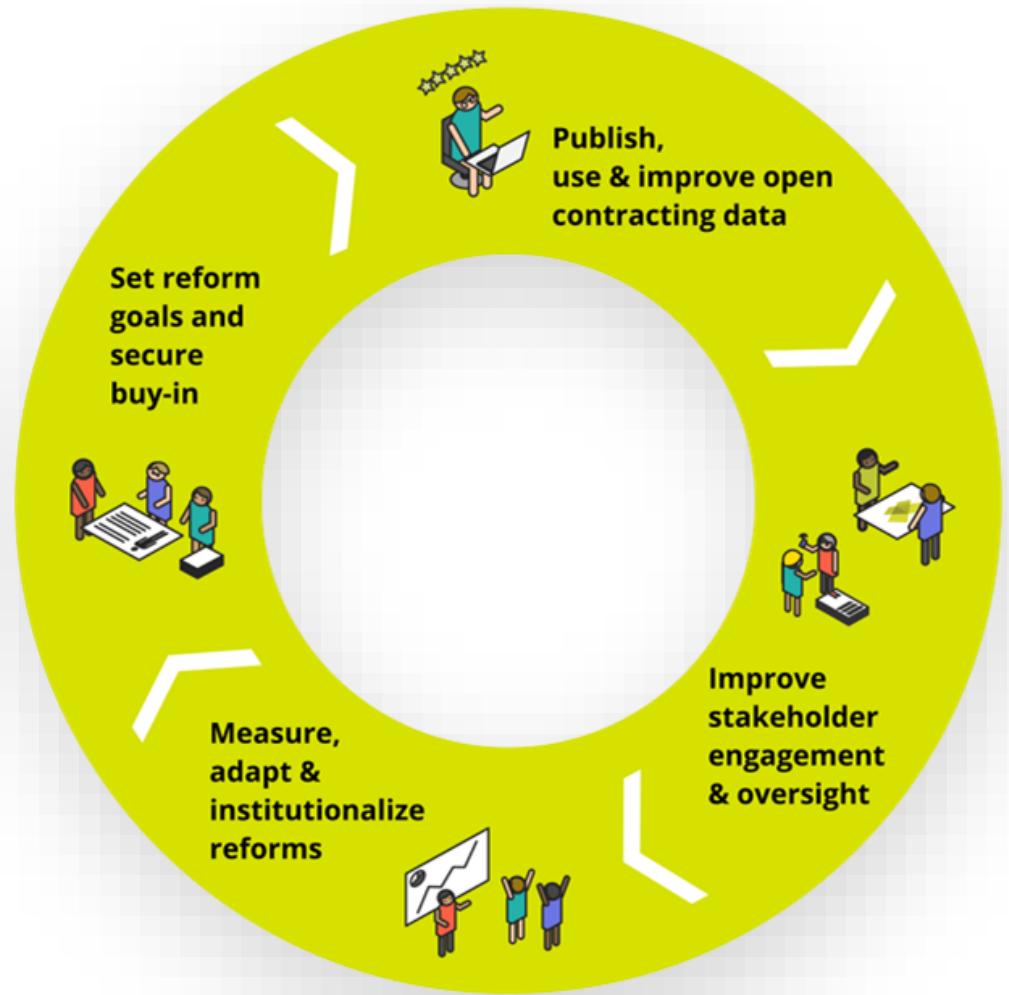 Publish,
use & improve open
contracting data
Set reform
goals and
secure
buy-in
Improve
stakeholder
engagement
& oversight
Measure,
adapt &
institutionalize
reforms